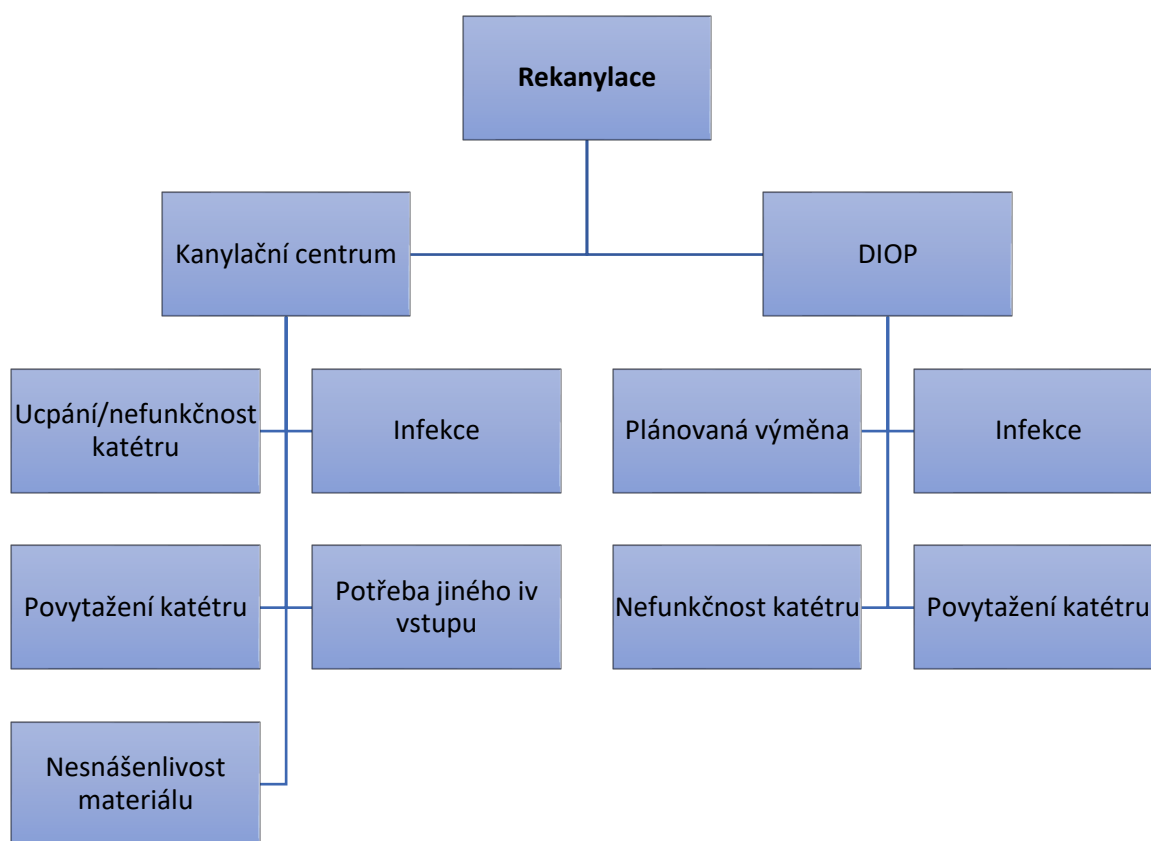 Rekanylace
Kanylační centrum
DIOP
Ucpání/nefunkčnost
katétru
Infekce
Plánovaná výměna
Infekce
Povytažení katétru
Potřeba jiného iv
vstupu
Nefunkčnost katétru
Povytažení katétru
Nesnášenlivost
materiálu